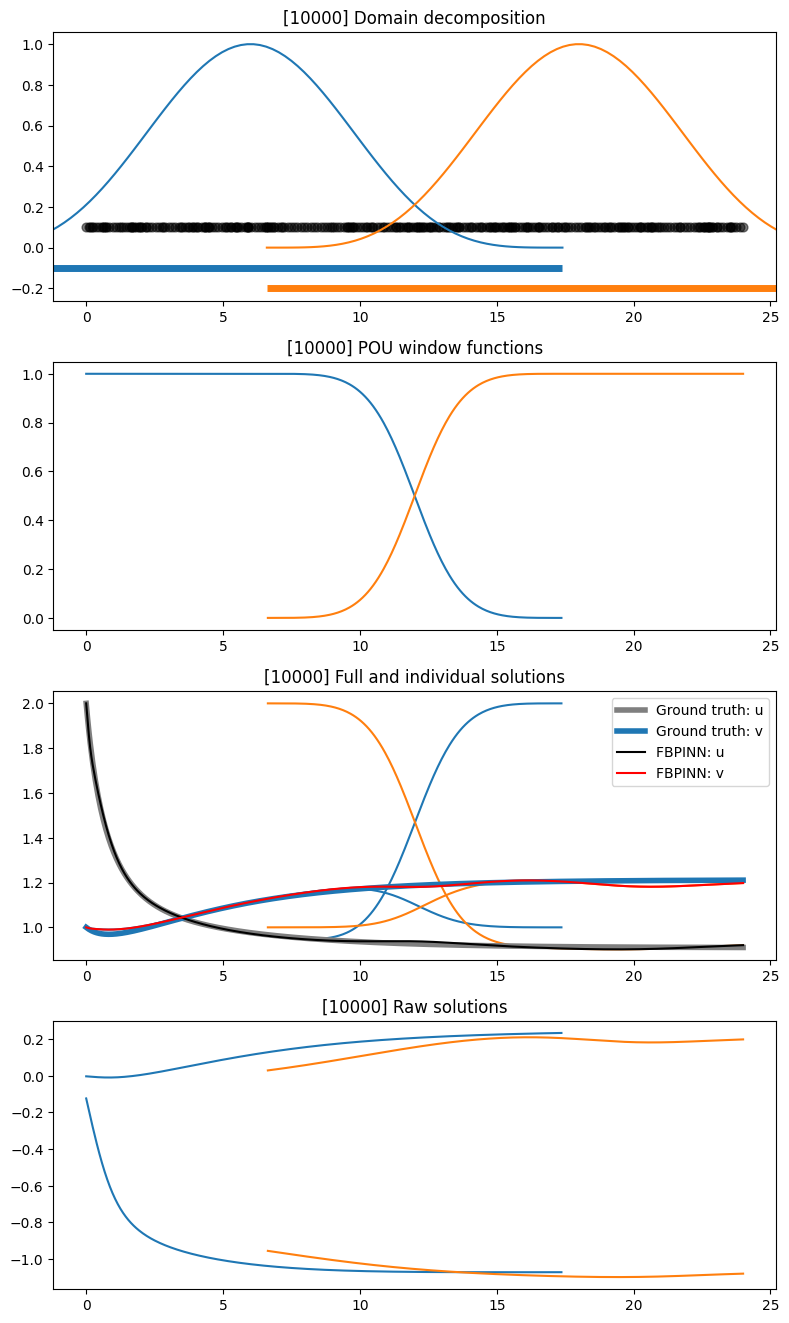 [10000] Domain decomposition
1.0
0.8
0.6
0.4
0.2
0.0
−0.2
0 5 10 15 20 25
[10000] POU window functions
1.0
0.8
0.6
0.4
0.2
0.0
0 5 10 15 20 25
[10000] Full and individual solutions
2.0
1.8
1.6
1.4
1.2
1.0
Ground truth: u
Ground truth: v
FBPINN: u
FBPINN: v
0 5 10 15 20 25
[10000] Raw solutions
0.2
0.0
−0.2
−0.4
−0.6
−0.8
−1.0
0 5 10 15 20 25